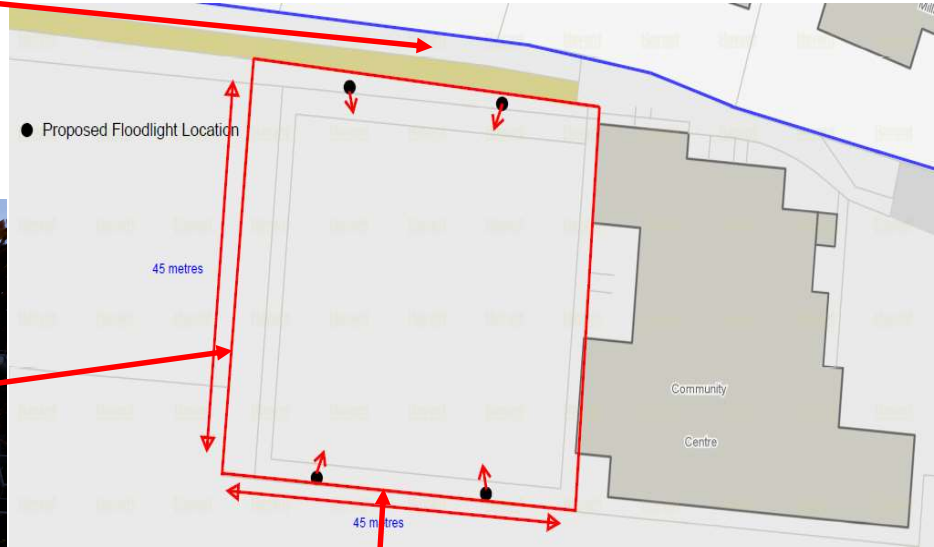 ● Proposed Floodlight Location
45 metres
Community
Centre
45 metres